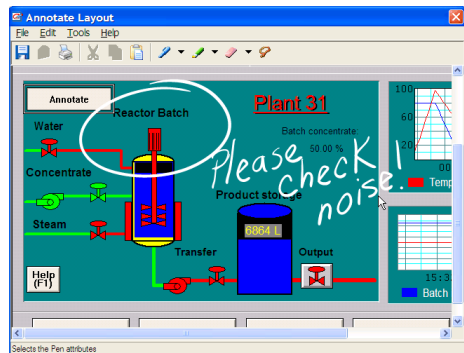 Annotate Layout
File Edit Tools Help
Annotate
Reactor Batch
Plant 31
Water
Batch concentrate:
50.00 %
Please check noise!
Concentrate
Product storage
Steam
6864 L
Transfer
Output
Help
(F1)
100
20
00
Temp
15:3
Batch
Selects the Pen attributes